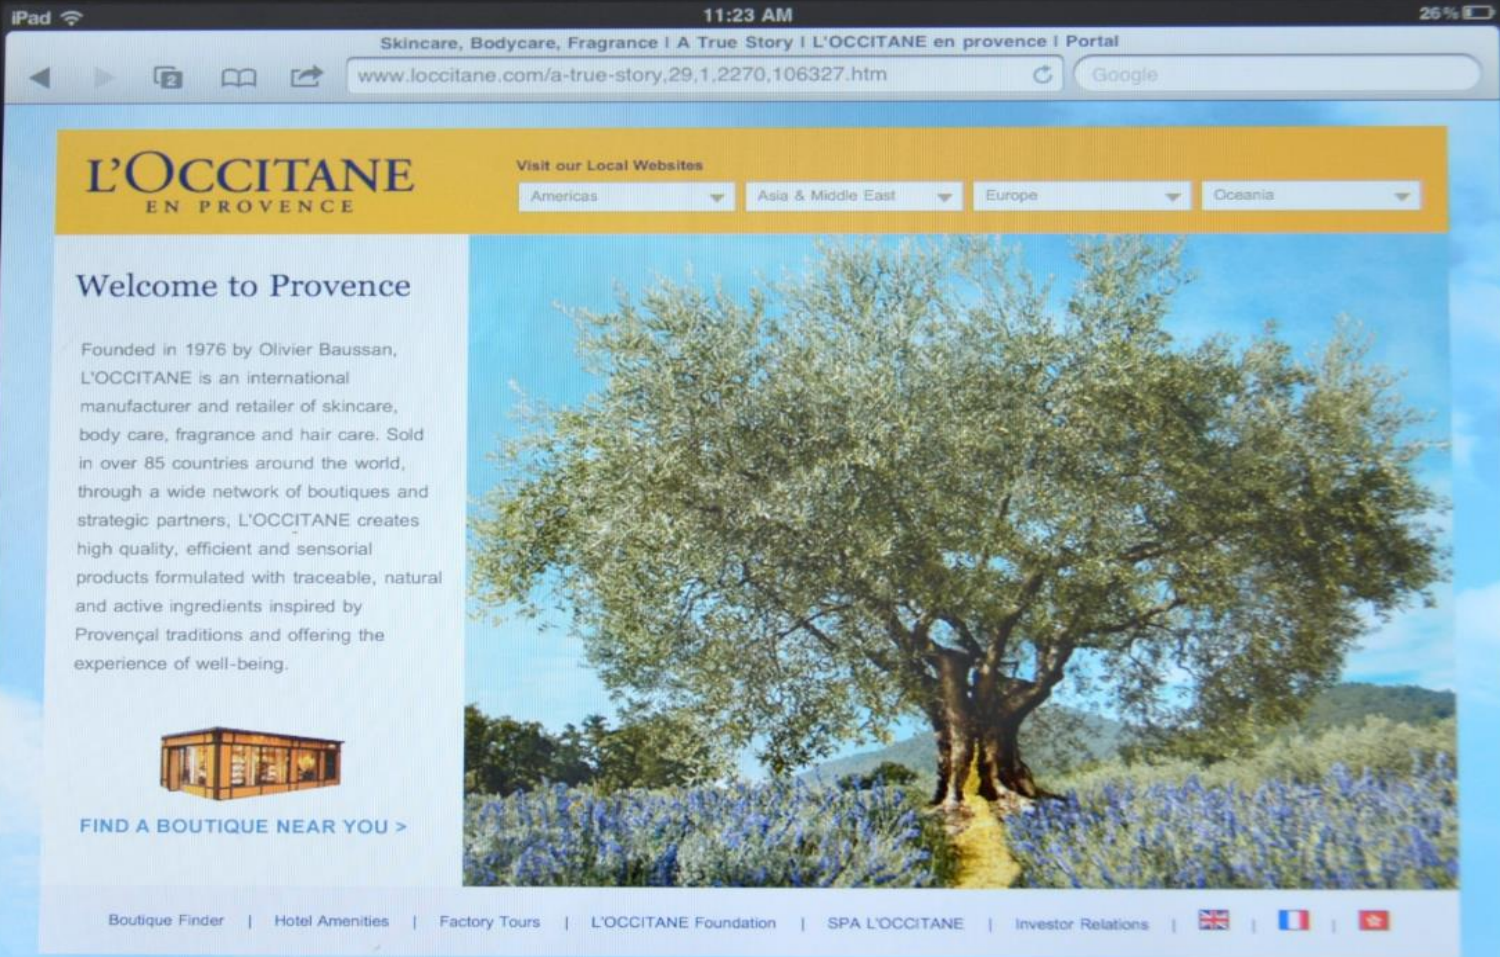 iPad
11:23 AM
26%
Skincare, Bodycare, Fragrance | A True Story | L'OCCITANE en provence | Portal
2
www.loccitane.com/a-true-story,29,1,2270,106327.htm
Google
L'OCCITANE
EN PROVENCE
Visit our Local Websites
Americas
Asia & Middle East
Europe
Oceania
Welcome to Provence
Founded in 1976 by Olivier Baussan,
L'OCCITANE is an international
manufacturer and retailer of skincare,
body care, fragrance and hair care. Sold
in over 85 countries around the world,
through a wide network of boutiques and
strategic partners, L'OCCITANE creates
high quality, efficient and sensorial
products formulated with traceable, natural
and active ingredients inspired by
Provençal traditions and offering the
experience of well-being.
FIND A BOUTIQUE NEAR YOU >
Boutique Finder | Hotel Amenities | Factory Tours | L'OCCITANE Foundation | SPA L'OCCITANE | Investor Relations | | |